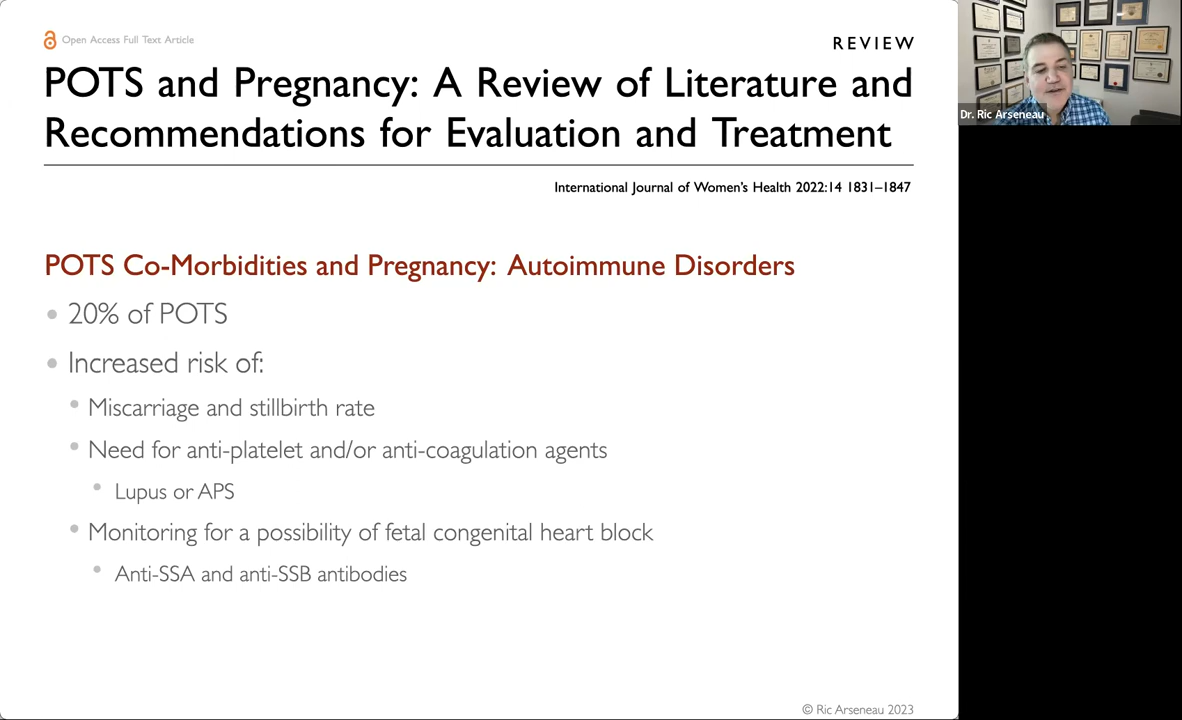 Open Access Full Text Article
REVIEW
POTS and Pregnancy: A Review of Literature and
Recommendations for Evaluation and Treatment
International Journal of Women's Health 2022:14 1831–1847
POTS Co-Morbidities and Pregnancy: Autoimmune Disorders
• 20% of POTS
• Increased risk of:
• Miscarriage and stillbirth rate
• Need for anti-platelet and/or anti-coagulation agents
• Lupus or APS
• Monitoring for a possibility of fetal congenital heart block
• Anti-SSA and anti-SSB antibodies
© Ric Arseneau 2023
Dr. Ric Arseneau